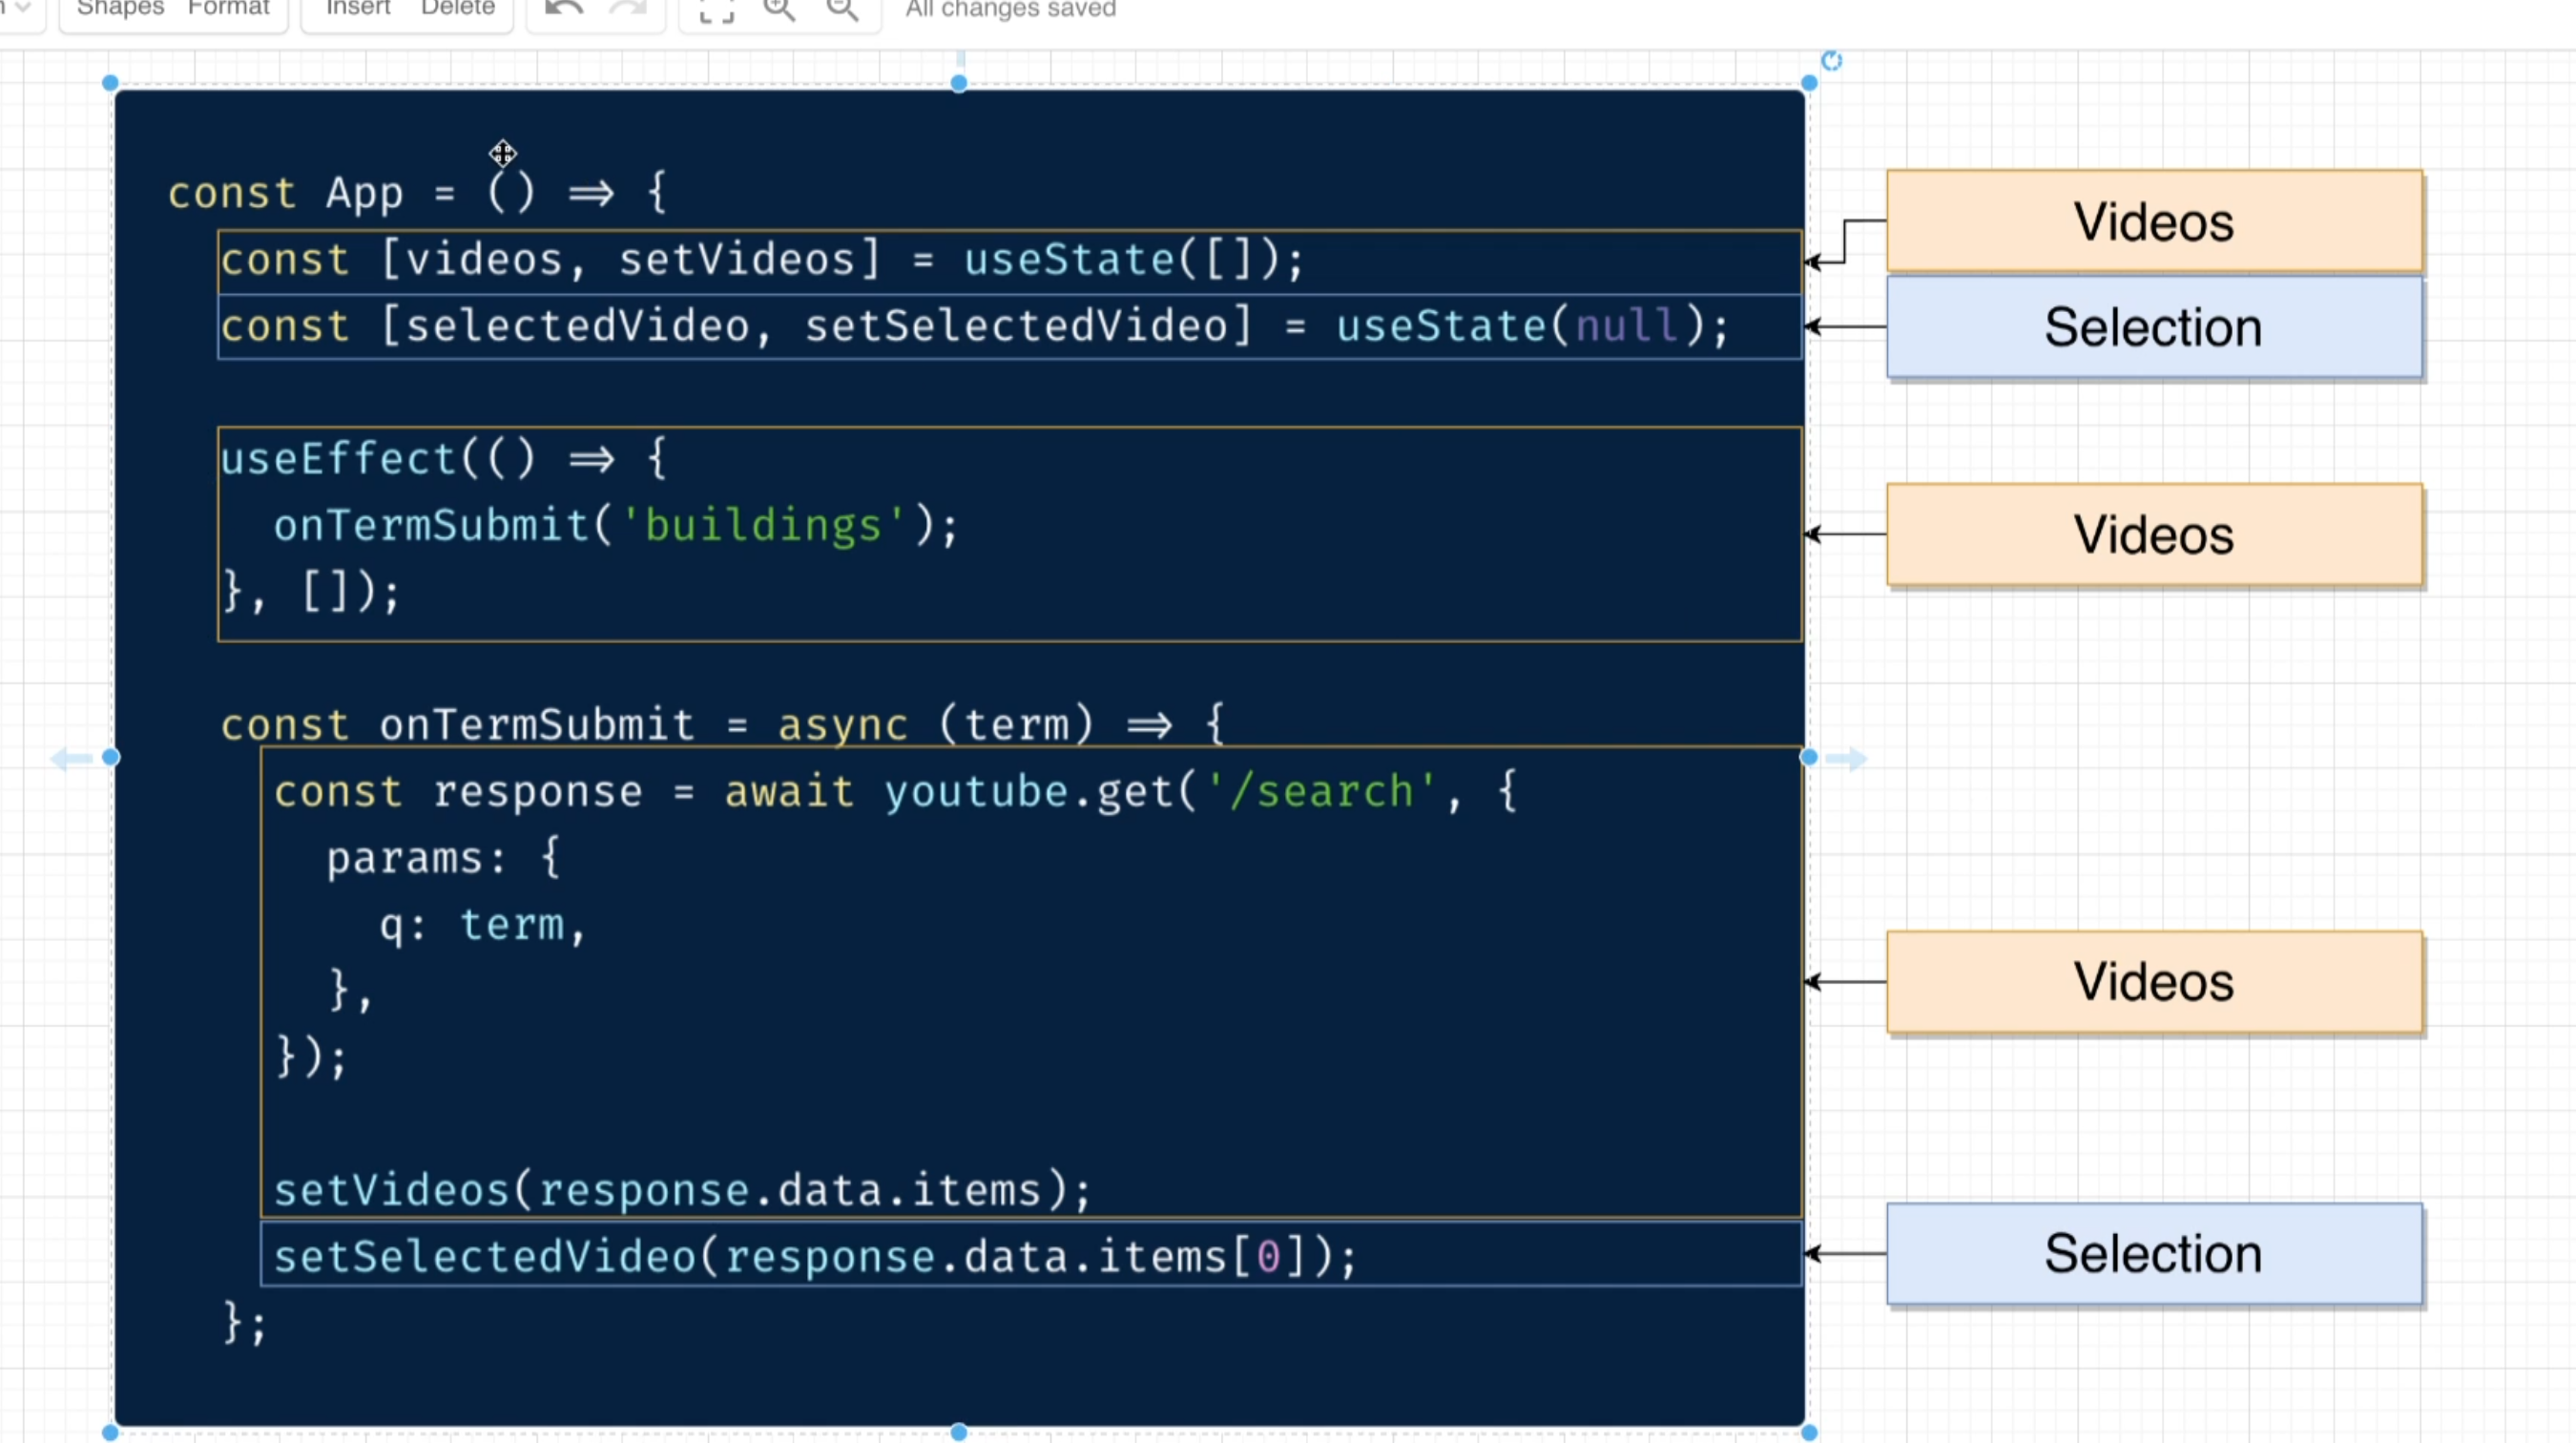 Shapes Format Insert Delete All changes saved
const App = () => {
const [videos, setVideos] = useState([]);
const [selectedVideo, setSelectedVideo] = useState(null);
useEffect(() => {
onTermSubmit('buildings');
}, []);
const onTermSubmit = async (term) => {
const response = await youtube.get('/search', {
params: {
q: term,
},
});
setVideos(response.data.items);
setSelectedVideo(response.data.items[0]);
};
Videos
Selection
Videos
Videos
Selection